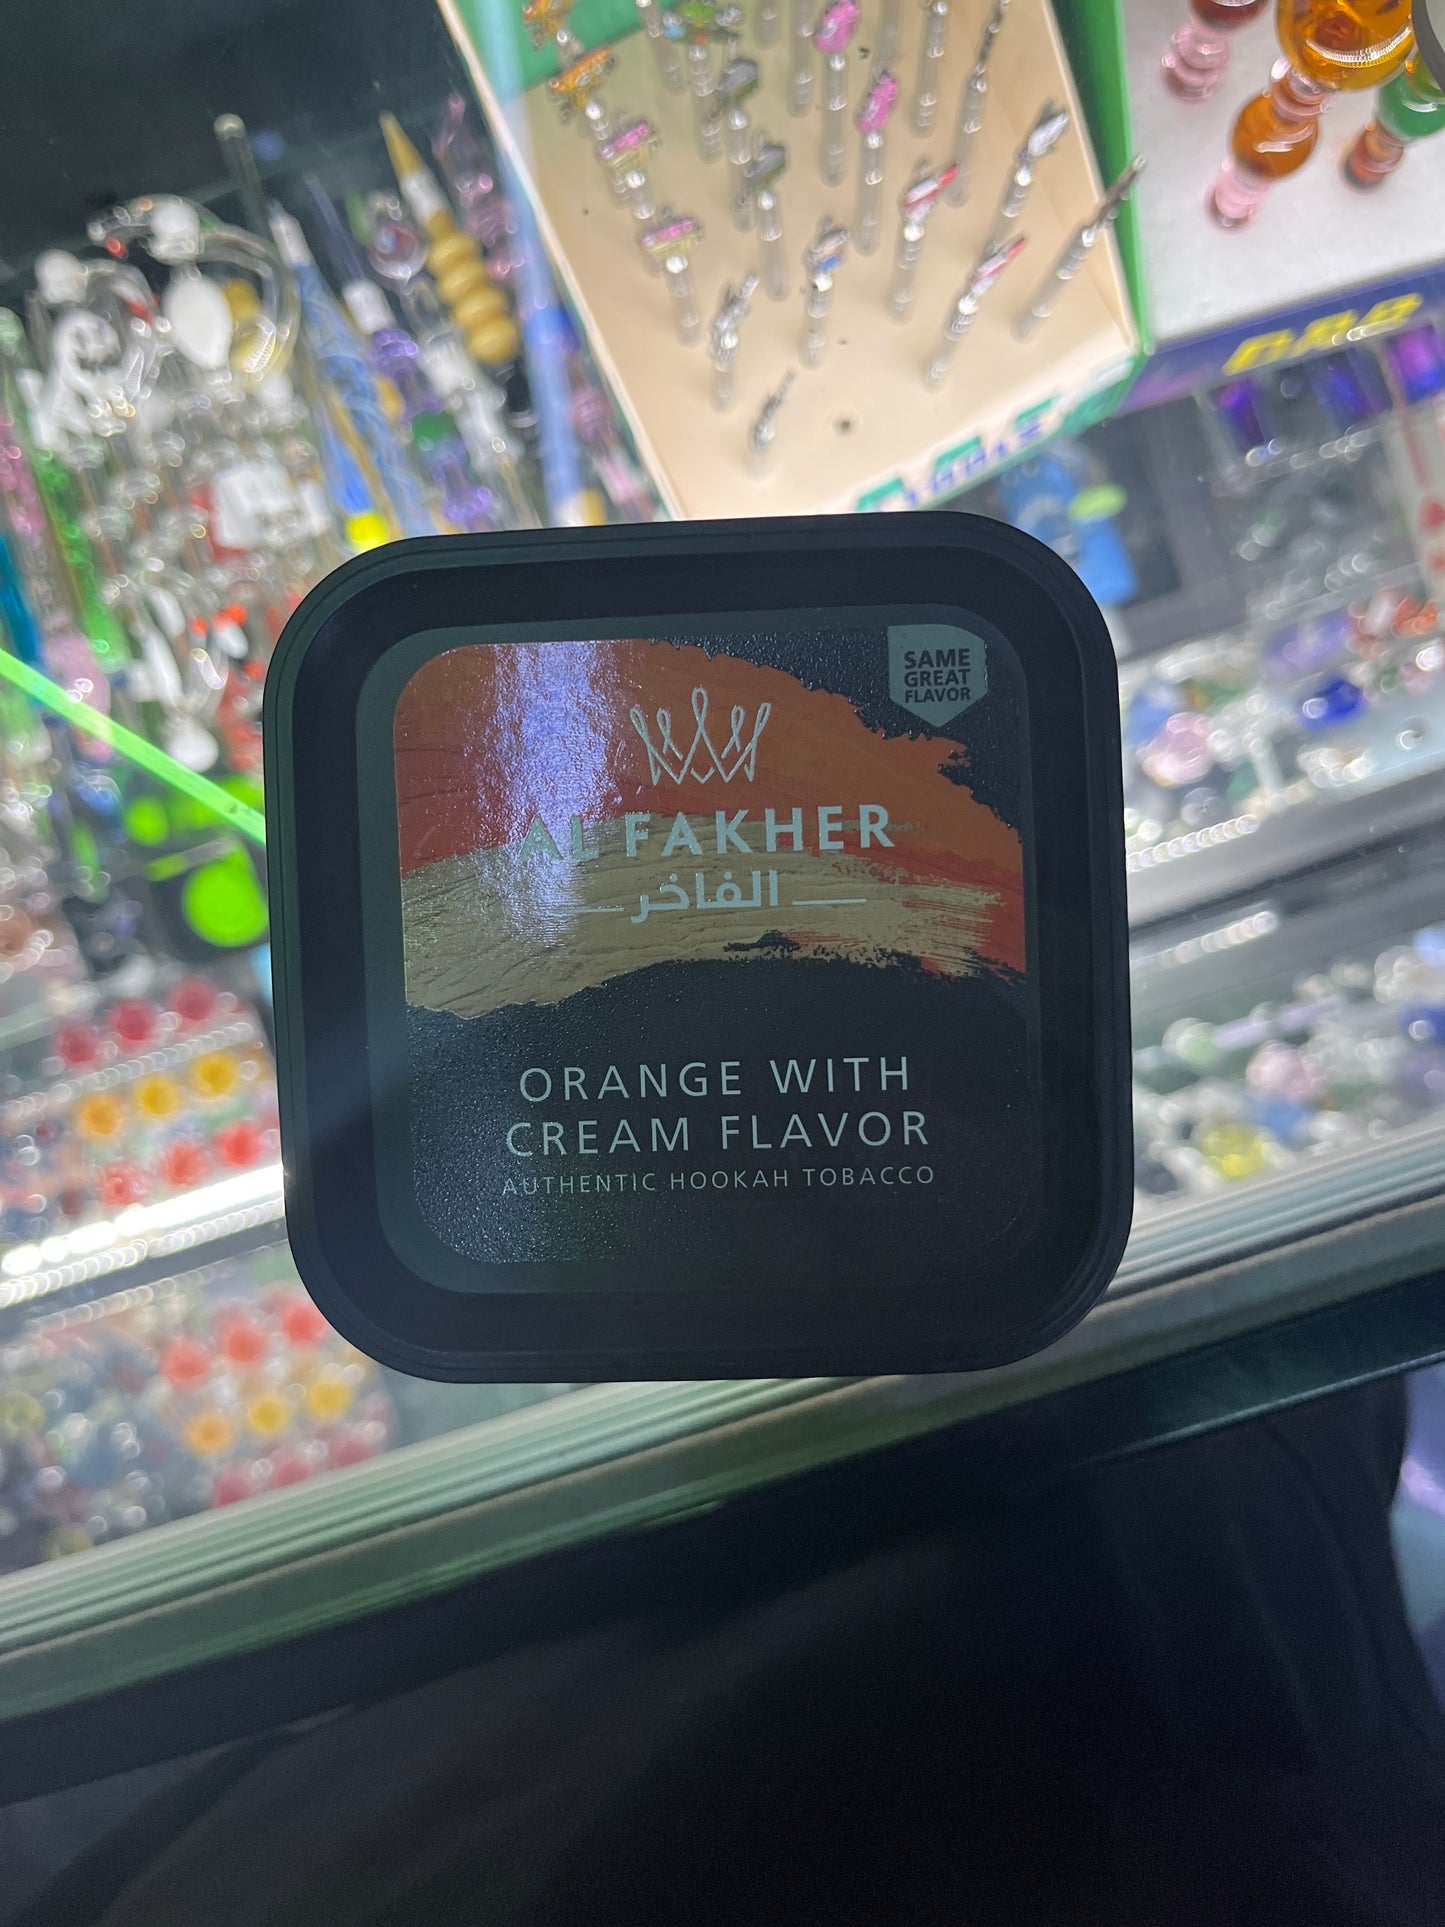 SAME
GREAT
FLAVOR
AL FAKHER
الفاخر
ORANGE WITH
CREAM FLAVOR
AUTHENTIC HOOKAH TOBACCO